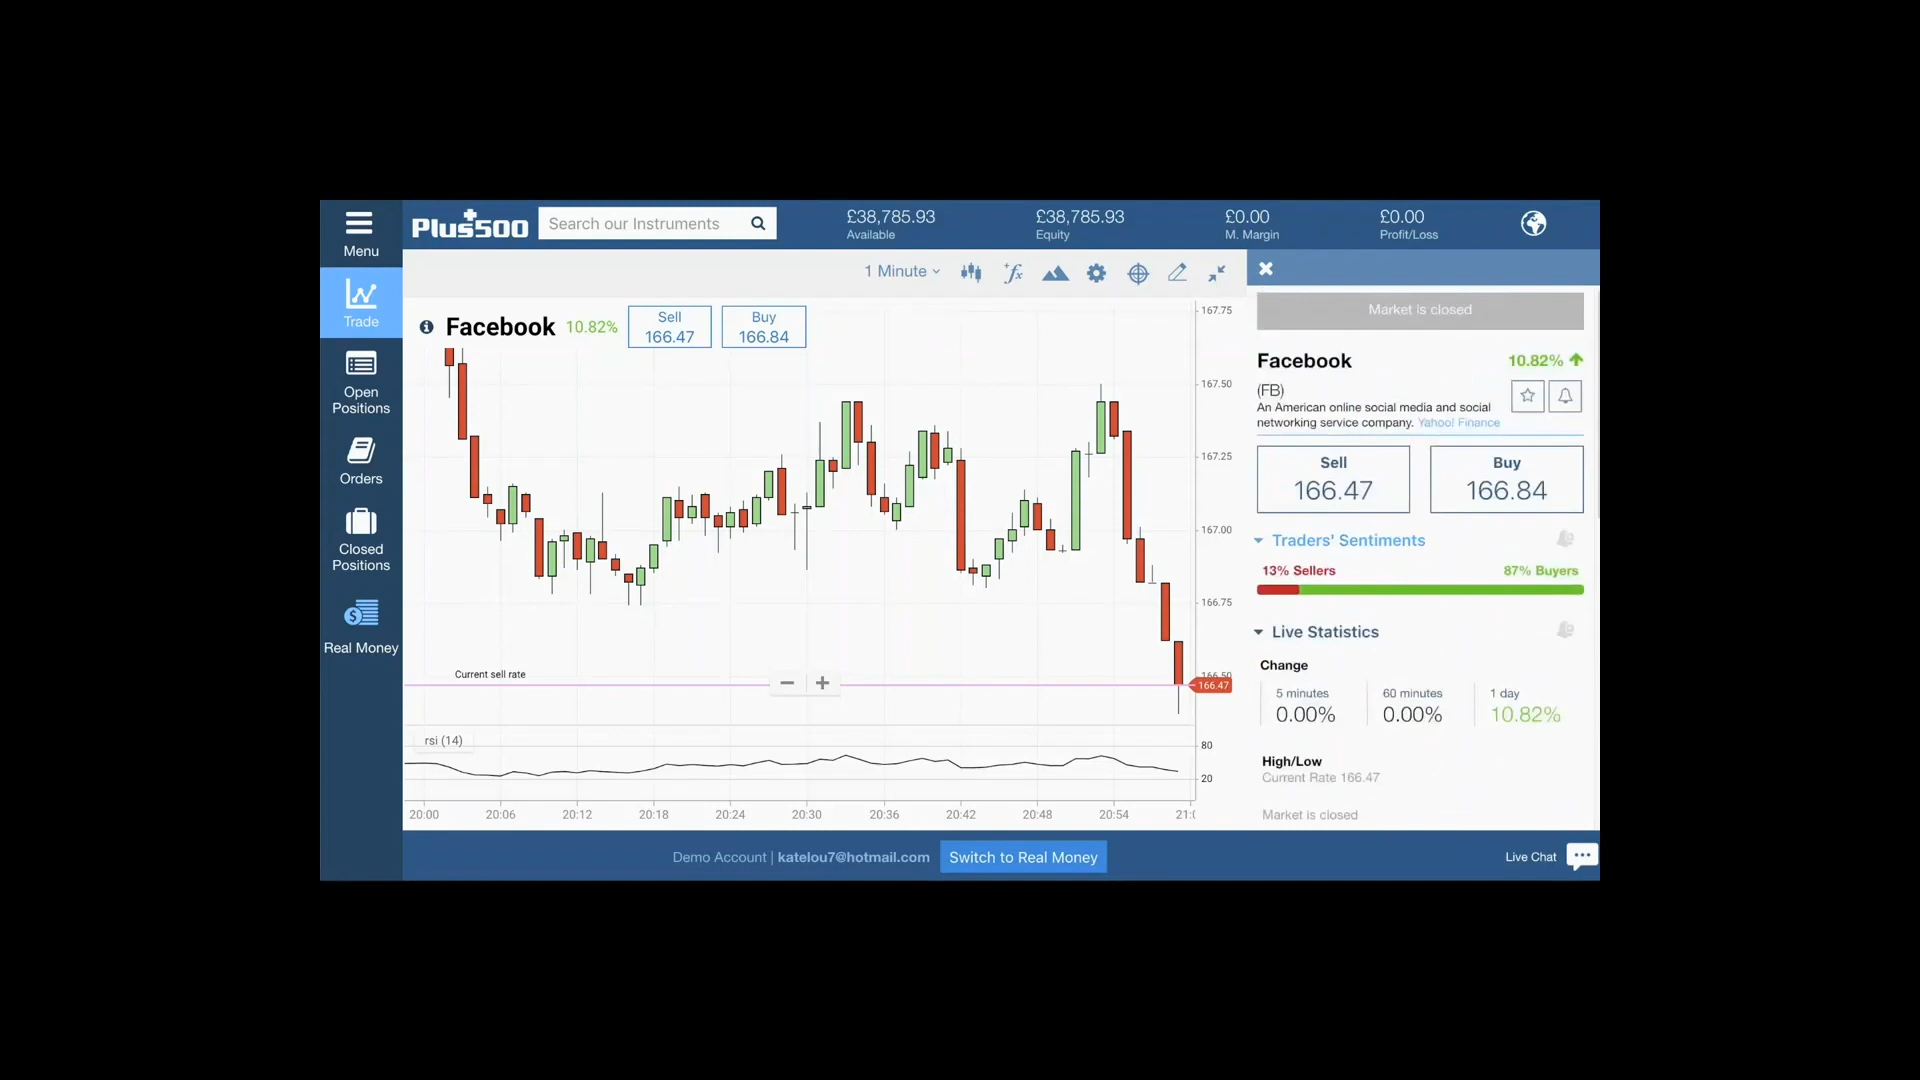 Menu
Plus500
Search our Instruments
£38,785.93
Available
£38,785.93
Equity
£0.00
M. Margin
£0.00
Profit/Loss
Trade
Open
Positions
Orders
Closed
Positions
Real Money
1 Minute
Facebook 10.82%
Sell
166.47
Buy
166.84
167.75
167.50
167.25
167.00
166.75
166.50
166.47
Current sell rate
rsi (14)
80
20
20:00 20:06 20:12 20:18 20:24 20:30 20:36 20:42 20:48 20:54 21:0
Market is closed
Facebook 10.82%
(FB)
An American online social media and social
networking service company. Yahoo! Finance
Sell
166.47
Buy
166.84
Traders' Sentiments
13% Sellers 87% Buyers
Live Statistics
Change
5 minutes 60 minutes 1 day
0.00% 0.00% 10.82%
High/Low
Current Rate 166.47
Market is closed
Demo Account | katelou7@hotmail.com Switch to Real Money
Live Chat